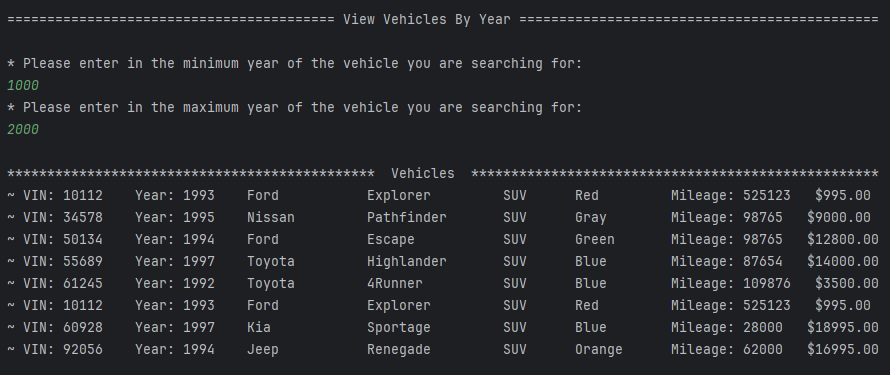 ========================================= View Vehicles By Year =============================================
* Please enter in the minimum year of the vehicle you are searching for:
1000
* Please enter in the maximum year of the vehicle you are searching for:
2000
**********************************************  Vehicles  ***************************************************
~ VIN: 10112    Year: 1993    Ford           Explorer         SUV      Red         Mileage: 525123   $995.00
~ VIN: 34578    Year: 1995    Nissan         Pathfinder       SUV      Gray        Mileage: 98765   $9000.00
~ VIN: 50134    Year: 1994    Ford           Escape           SUV      Green       Mileage: 98765   $12800.00
~ VIN: 55689    Year: 1997    Toyota         Highlander       SUV      Blue        Mileage: 87654   $14000.00
~ VIN: 61245    Year: 1992    Toyota         4Runner          SUV      Blue        Mileage: 109876   $3500.00
~ VIN: 10112    Year: 1993    Ford           Explorer         SUV      Red         Mileage: 525123   $995.00
~ VIN: 60928    Year: 1997    Kia            Sportage         SUV      Blue        Mileage: 28000   $18995.00
~ VIN: 92056    Year: 1994    Jeep           Renegade         SUV      Orange      Mileage: 62000   $16995.00